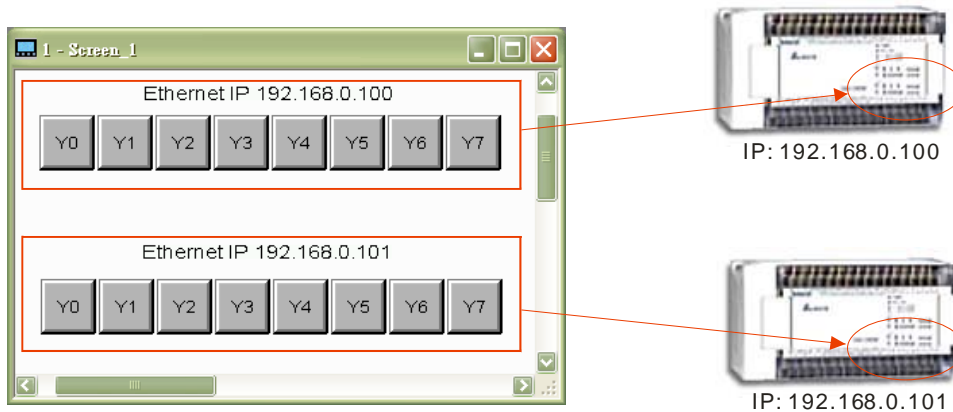 1 - Screen_1
Ethernet IP 192.168.0.100
Y0 Y1 Y2 Y3 Y4 Y5 Y6 Y7
IP: 192.168.0.100
Ethernet IP 192.168.0.101
Y0 Y1 Y2 Y3 Y4 Y5 Y6 Y7
IP: 192.168.0.101